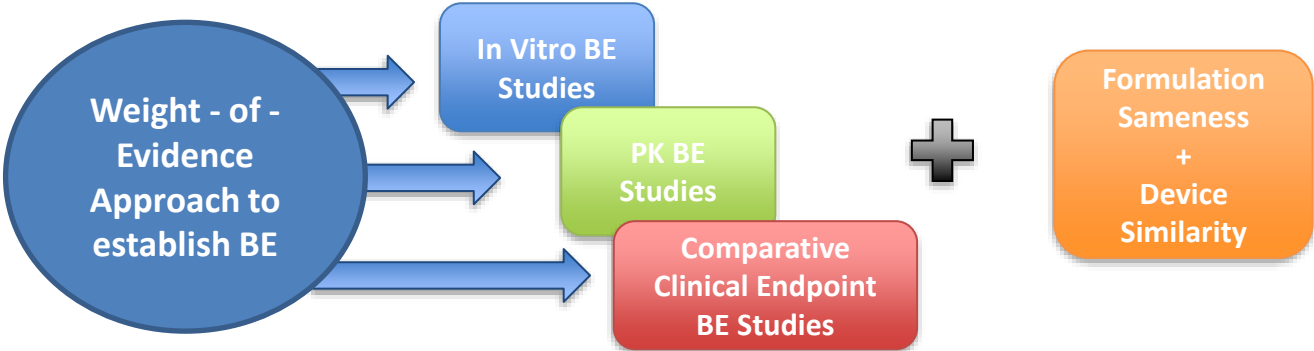 Weight - of -
Evidence
Approach to
establish BE
In Vitro BE
Studies
PK BE
Studies
Comparative
Clinical Endpoint
BE Studies
Formulation
Sameness
+
Device
Similarity